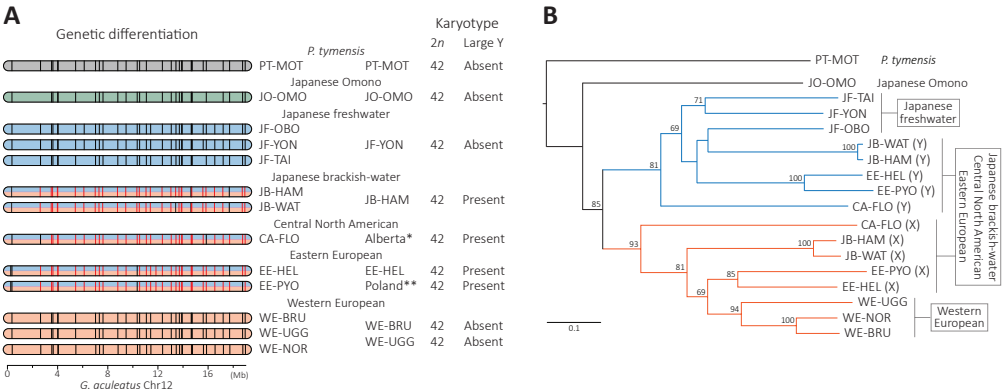 A
Genetic differentiation
Karyotype
2n Large Y
P. tymensis
PT-MOT PT-MOT 42 Absent
Japanese Omono
JO-OMO JO-OMO 42 Absent
Japanese freshwater
JF-OBO
JF-YON JF-YON 42 Absent
JF-TAI
Japanese brackish-water
JB-HAM
JB-HAM 42 Present
JB-WAT
Central North American
CA-FLO Alberta* 42 Present
Eastern European
EE-HEL EE-HEL 42 Present
EE-PYO Poland** 42 Present
Western European
WE-BRU
WE-BRU 42 Absent
WE-UGG
WE-UGG 42 Absent
WE-NOR
0 4 8 12 16 (Mb)
G. aculeatus Chr12
B
PT-MOT P. tymensis
JO-OMO Japanese Omono
JF-TAI
71
JF-YON
Japanese
freshwater
69
JF-OBO
JB-WAT (Y)
100
JB-HAM (Y)
81
EE-HEL (Y)
100
EE-PYO (Y)
CA-FLO (Y)
85
CA-FLO (X)
93
JB-HAM (X)
100
JB-WAT (X)
81
EE-PYO (X)
85
EE-HEL (X)
69
Japanese brackish-water
Central North American
Eastern European
WE-UGG
94
WE-NOR
100
WE-BRU
Western
European
0.1